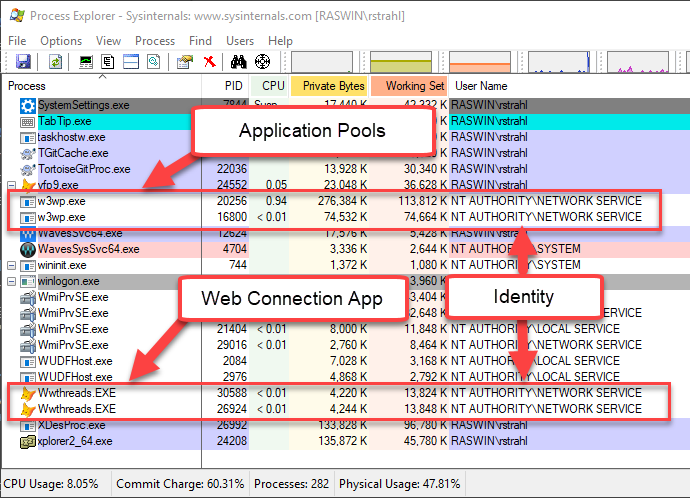 Process Explorer - Sysinternals: www.sysinternals.com [RASWIN\rstrahl]
File Options View Process Find Users Help
Process PID CPU Private Bytes Working Set User Name
SystemSettings.exe 7844 Susp... 17,440 K 42,332 K RASWIN\rstrahl
TabTip.exe K RASWIN\rstrahl
taskhostw.exe K RASWIN\rstrahl
TGitCache.exe K RASWIN\rstrahl
TortoiseGitProc.exe 22036 13,928 K 30,340 K RASWIN\rstrahl
vfp9.exe 24552 0.05 23,048 K 36,628 K RASWIN\rstrahl
w3wp.exe 20256 0.94 276,384 K 113,812 K NT AUTHORITY\NETWORK SERVICE
w3wp.exe 16800 < 0.01 74,532 K 74,664 K NT AUTHORITY\NETWORK SERVICE
WavesSvc64.exe 12624 17,576 K 5,428 K RASWIN\rstrahl
WavesSysSvc64.exe 4704 3,336 K 2,644 K NT AUTHORITY\SYSTEM
wininit.exe 744 1,372 K 1,080 K NT AUTHORITY\SYSTEM
winlogon.exe 3,960 K
WmiPrvSE.exe 3,404 K
WmiPrvSE.exe 2,648 K
WmiPrvSE.exe 21404 < 0.01 8,000 K 11,848 K NT AUTHORITY\LOCAL SERVICE
WmiPrvSE.exe 29016 < 0.01 2,760 K 8,464 K NT AUTHORITY\NETWORK SERVICE
WUDFHost.exe 2084 7,028 K 3,168 K NT AUTHORITY\LOCAL SERVICE
WUDFHost.exe 2976 4,868 K 2,792 K NT AUTHORITY\LOCAL SERVICE
Wwthreads.EXE 30588 < 0.01 4,220 K 13,824 K NT AUTHORITY\NETWORK SERVICE
Wwthreads.EXE 26924 < 0.01 4,244 K 13,848 K NT AUTHORITY\NETWORK SERVICE
XDesProc.exe 26992 133,828 K 96,780 K RASWIN\rstrahl
xplorer2_64.exe 24208 135,872 K 45,780 K RASWIN\rstrahl
Application Pools
Web Connection App
Identity
CPU Usage: 8.05% Commit Charge: 60.31% Processes: 282 Physical Usage: 47.81%